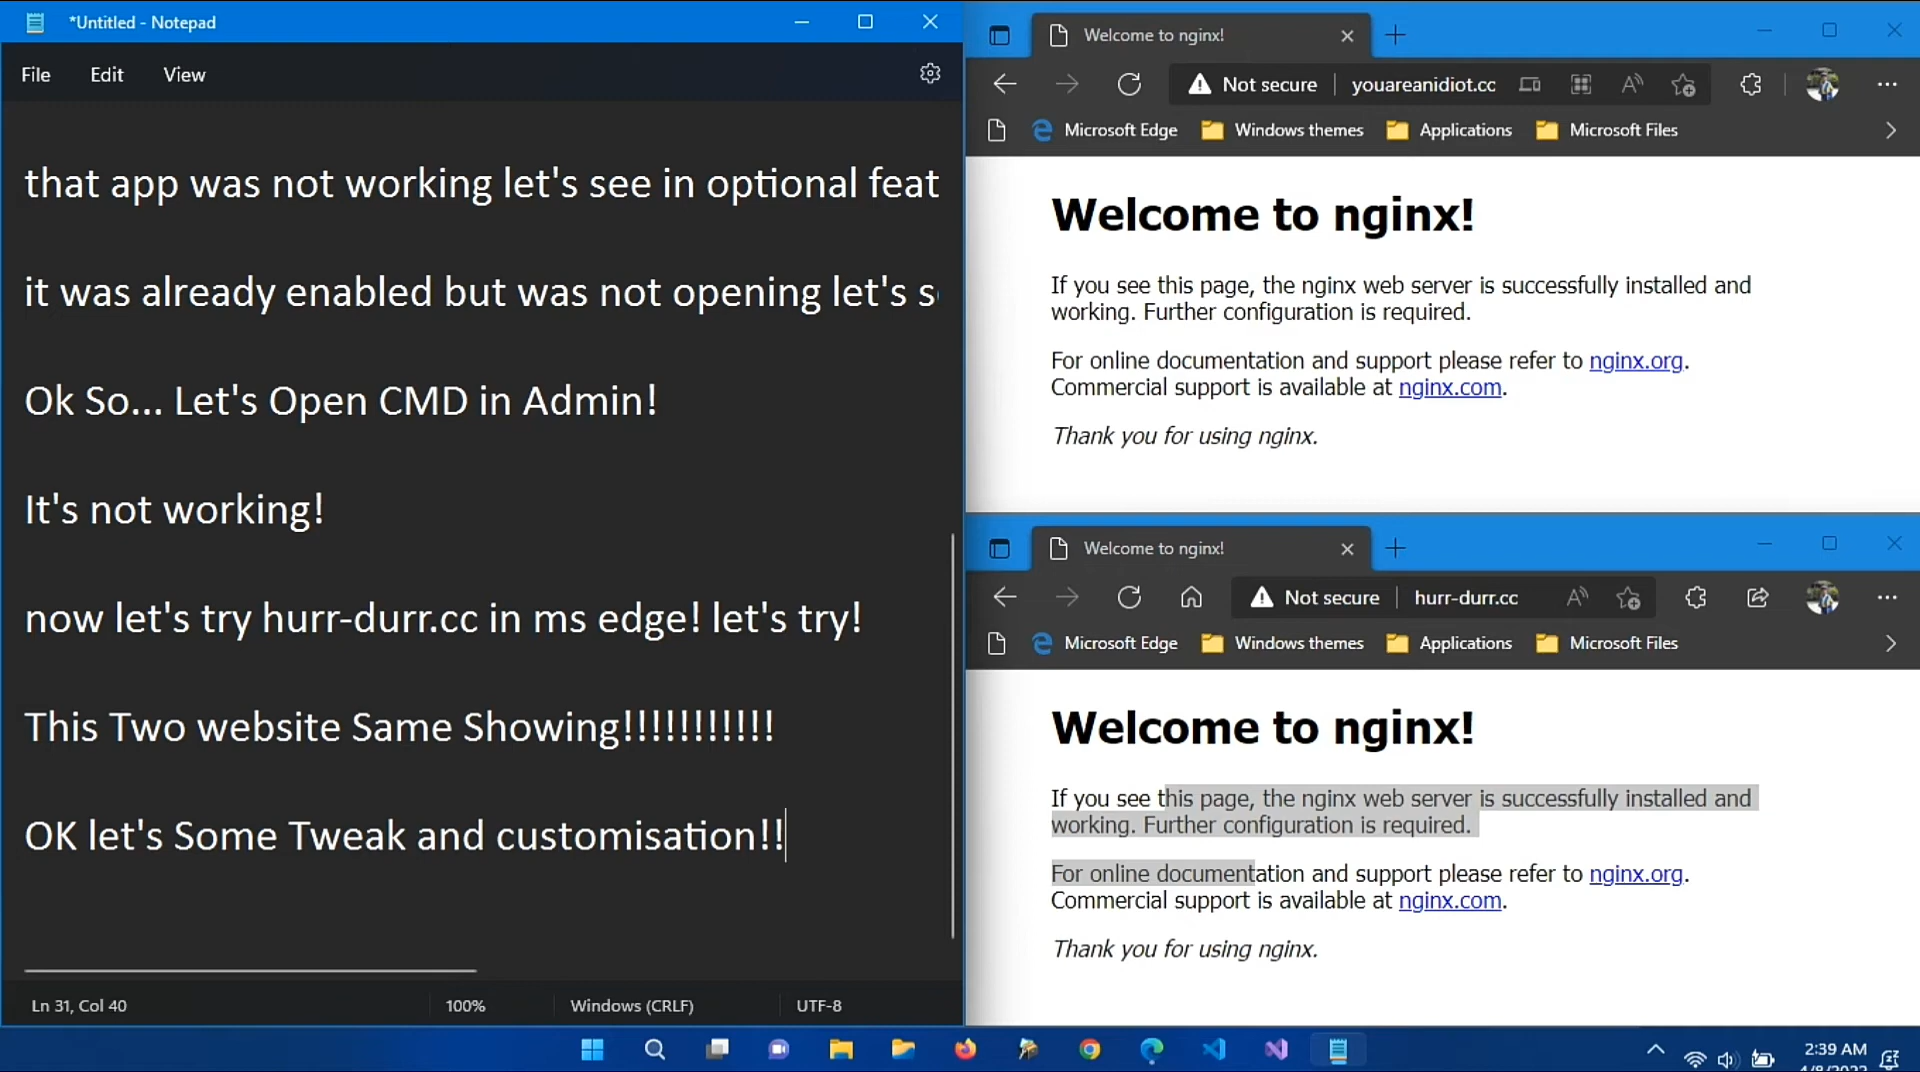 *Untitled - Notepad
File Edit View
that app was not working let's see in optional feat
it was already enabled but was not opening let's s
Ok So... Let's Open CMD in Admin!
It's not working!
now let's try hurr-durr.cc in ms edge! let's try!
This Two website Same Showing!!!!!!!!!!!
OK let's Some Tweak and customisation!!
Ln 31, Col 40 100% Windows (CRLF) UTF-8
Welcome to nginx!
Not secure youareanidiot.cc
Microsoft Edge Windows themes Applications Microsoft Files
Welcome to nginx!
If you see this page, the nginx web server is successfully installed and
working. Further configuration is required.
For online documentation and support please refer to nginx.org.
Commercial support is available at nginx.com.
Thank you for using nginx.
Welcome to nginx!
Not secure hurr-durr.cc
Microsoft Edge Windows themes Applications Microsoft Files
Welcome to nginx!
If you see this page, the nginx web server is successfully installed and
working. Further configuration is required.
For online documentation and support please refer to nginx.org.
Commercial support is available at nginx.com.
Thank you for using nginx.
2:39 AM